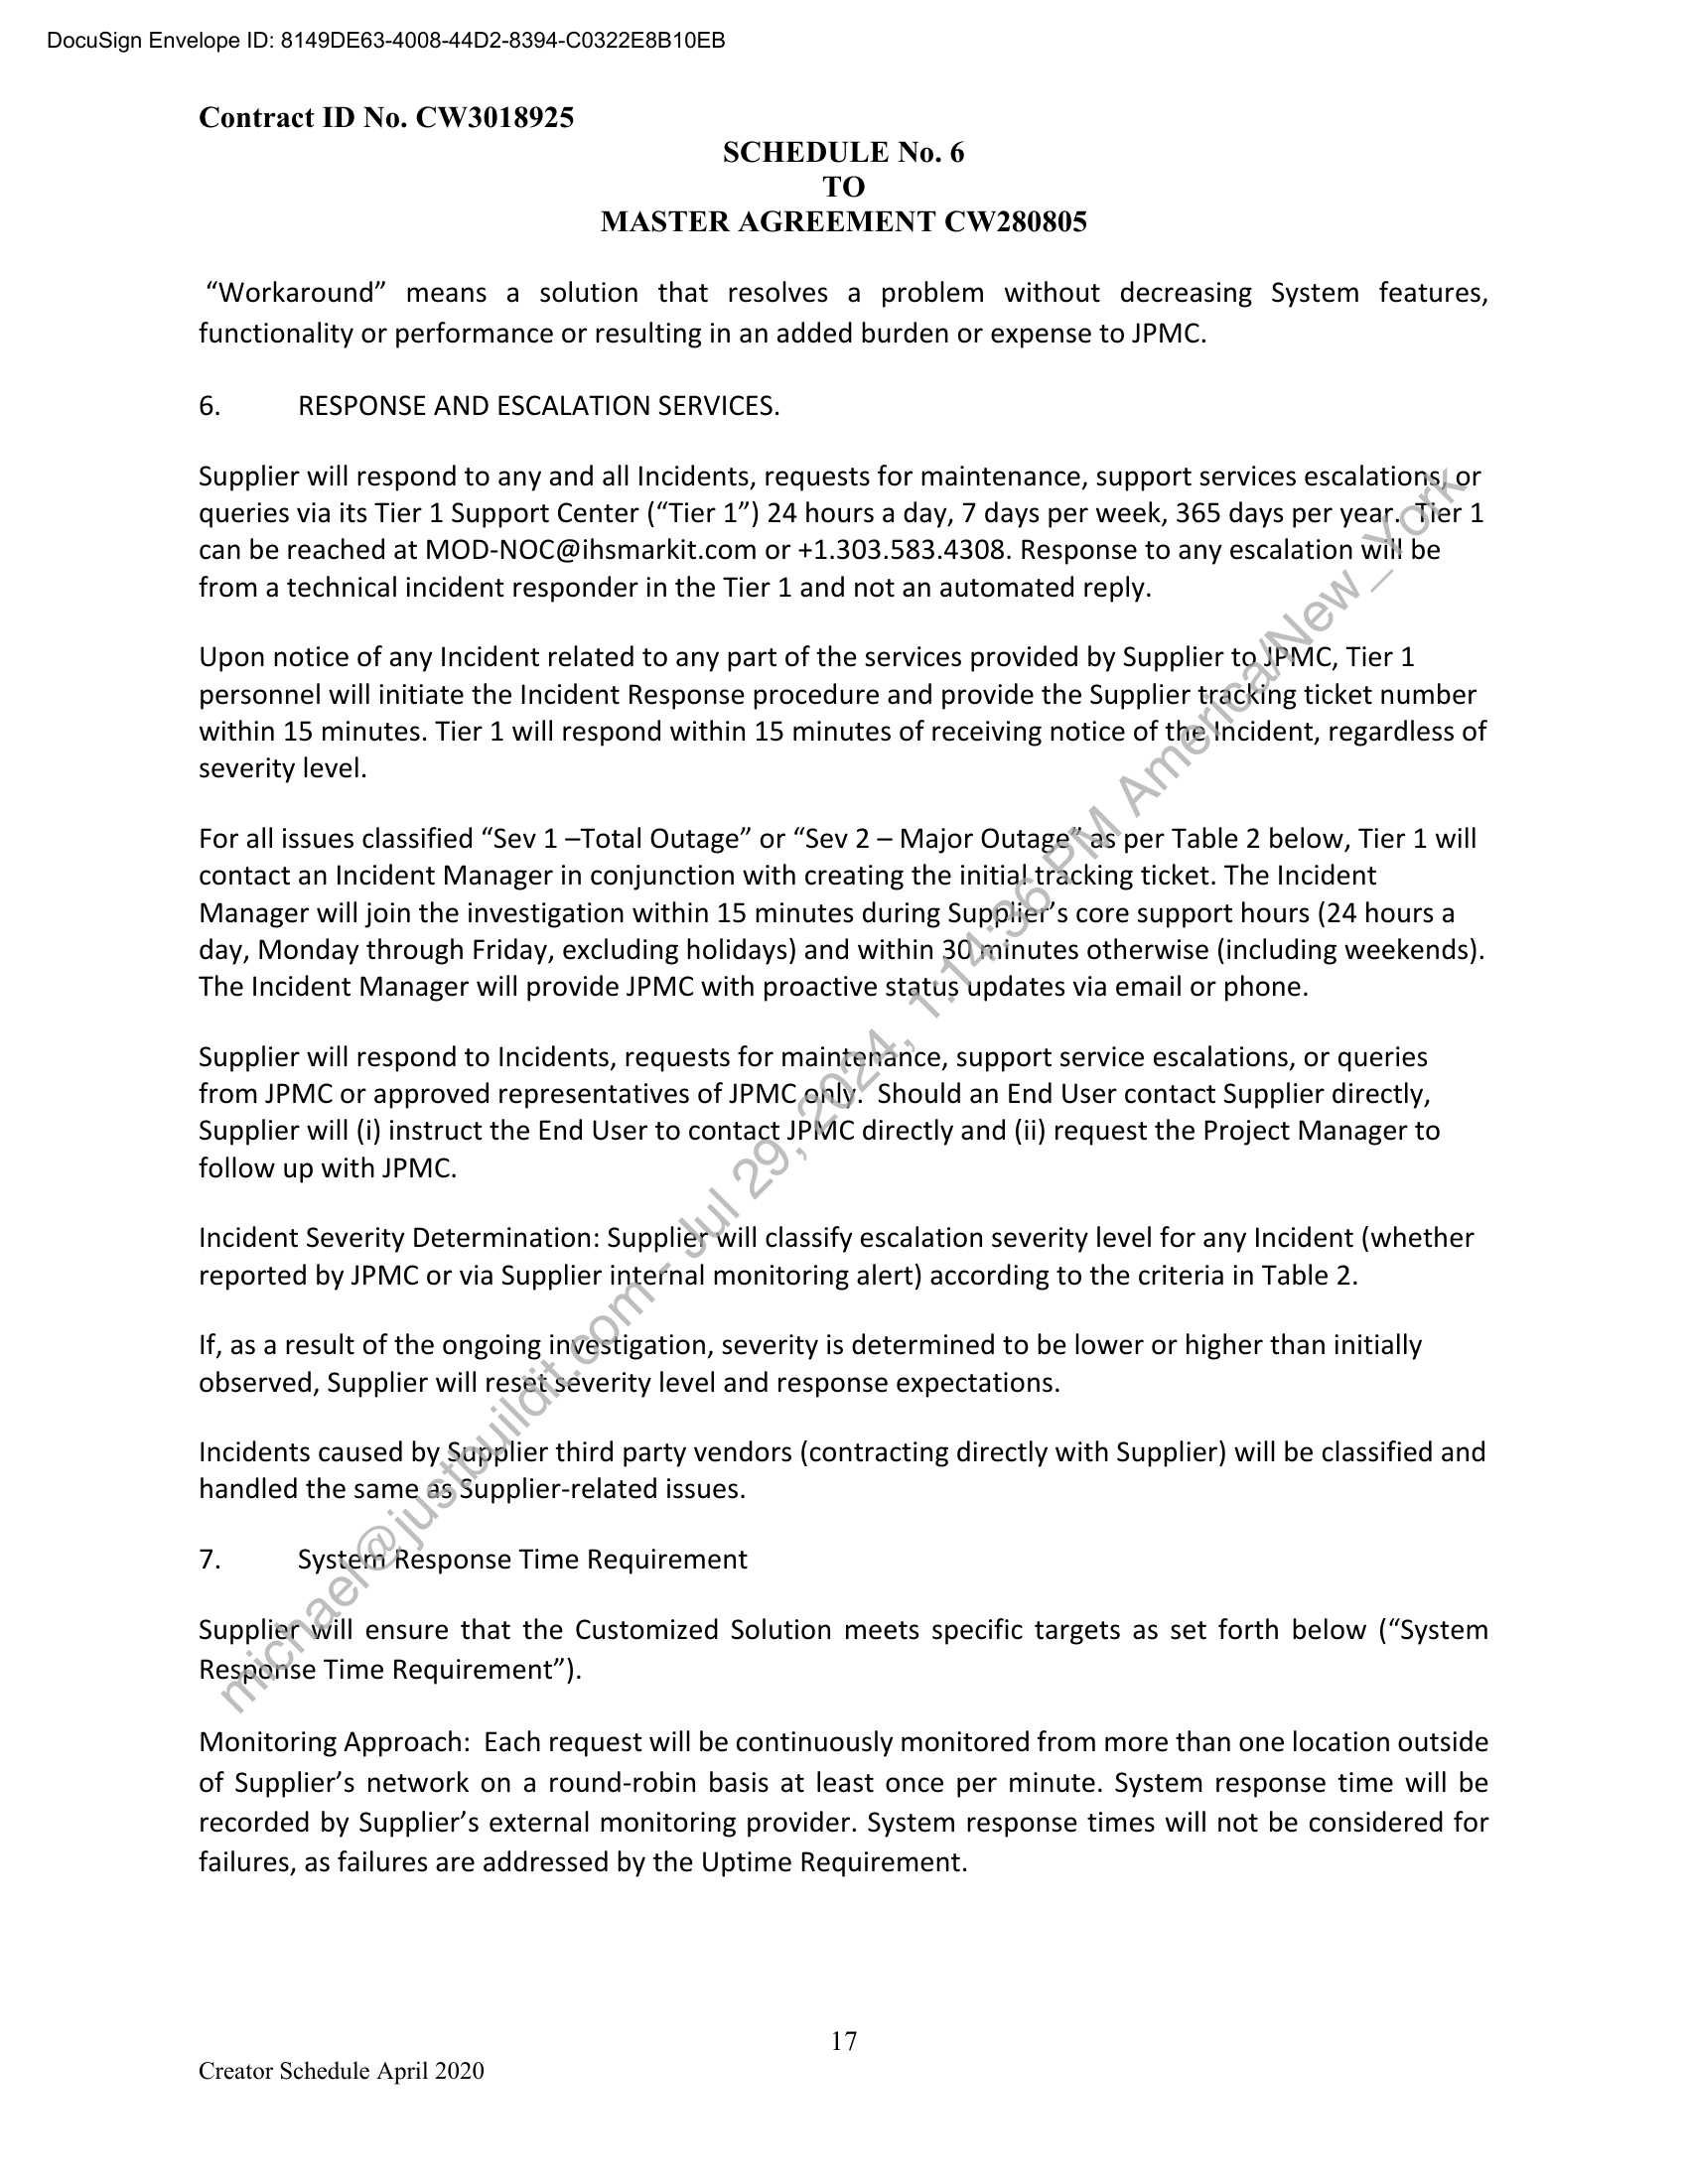 DocuSign Envelope ID: 8149DE63-4008-44D2-8394-C0322E8B10EB
Contract ID No. CW3018925
SCHEDULE No. 6
TO
MASTER AGREEMENT CW280805
“Workaround” means a solution that resolves a problem without decreasing System features,
functionality or performance or resulting in an added burden or expense to JPMC.
6. RESPONSE AND ESCALATION SERVICES.
Supplier will respond to any and all Incidents, requests for maintenance, support services escalations, or
queries via its Tier 1 Support Center (“Tier 1”) 24 hours a day, 7 days per week, 365 days per year. Tier 1
can be reached at MOD-NOC@ihsmarkit.com or +1.303.583.4308. Response to any escalation will be
from a technical incident responder in the Tier 1 and not an automated reply.
Upon notice of any Incident related to any part of the services provided by Supplier to JPMC, Tier 1
personnel will initiate the Incident Response procedure and provide the Supplier tracking ticket number
within 15 minutes. Tier 1 will respond within 15 minutes of receiving notice of the Incident, regardless of
severity level.
For all issues classified “Sev 1 –Total Outage” or “Sev 2 – Major Outage” as per Table 2 below, Tier 1 will
contact an Incident Manager in conjunction with creating the initial tracking ticket. The Incident
Manager will join the investigation within 15 minutes during Supplier’s core support hours (24 hours a
day, Monday through Friday, excluding holidays) and within 30 minutes otherwise (including weekends).
The Incident Manager will provide JPMC with proactive status updates via email or phone.
Supplier will respond to Incidents, requests for maintenance, support service escalations, or queries
from JPMC or approved representatives of JPMC only. Should an End User contact Supplier directly,
Supplier will (i) instruct the End User to contact JPMC directly and (ii) request the Project Manager to
follow up with JPMC.
Incident Severity Determination: Supplier will classify escalation severity level for any Incident (whether
reported by JPMC or via Supplier internal monitoring alert) according to the criteria in Table 2.
If, as a result of the ongoing investigation, severity is determined to be lower or higher than initially
observed, Supplier will reset severity level and response expectations.
Incidents caused by Supplier third party vendors (contracting directly with Supplier) will be classified and
handled the same as Supplier-related issues.
7. System Response Time Requirement
Supplier will ensure that the Customized Solution meets specific targets as set forth below (“System
Response Time Requirement”).
Monitoring Approach: Each request will be continuously monitored from more than one location outside
of Supplier’s network on a round-robin basis at least once per minute. System response time will be
recorded by Supplier’s external monitoring provider. System response times will not be considered for
failures, as failures are addressed by the Uptime Requirement.
17
Creator Schedule April 2020
michael@justbuildit.com - Jul 29, 2024, 1:14:36 PM America/New_York